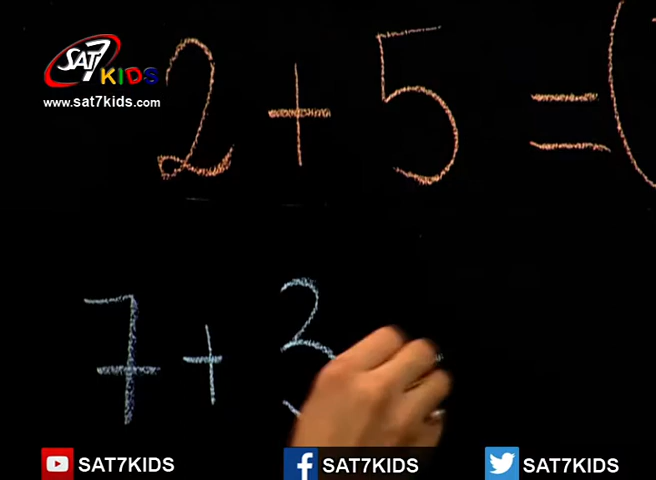 SAT7 KIDS
www.sat7kids.com
2 + 5 =
7 + 3
SAT7KIDS SAT7KIDS SAT7KIDS